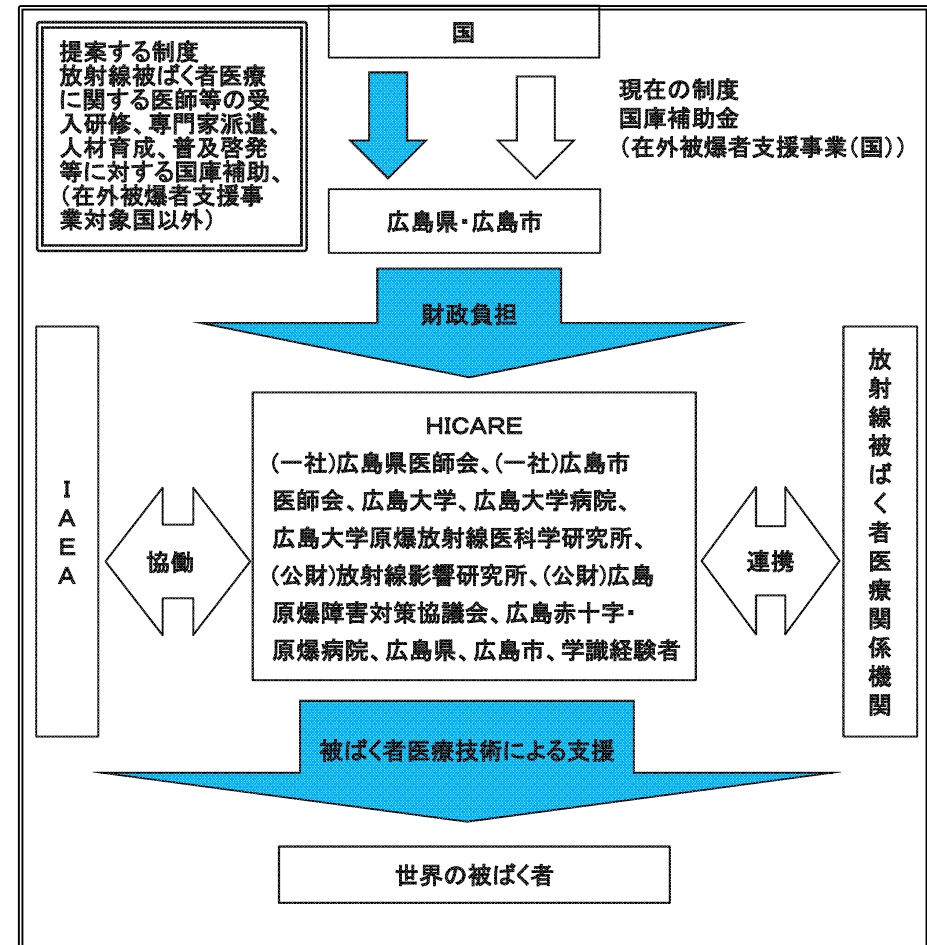 国
提案する制度
放射線被ばく者医療
に関する医師等の受
入研修、専門家派遣、
人材育成、普及啓発
等に対する国庫補助、
(在外被爆者支援事
業対象国以外)
現在の制度
国庫補助金
(在外被爆者支援事業(国))
広島県・広島市
財政負担
IAEA
協働
HICARE
(一社)広島県医師会、(一社)広島市
医師会、広島大学、広島大学病院、
広島大学原爆放射線医科学研究所、
(公財)放射線影響研究所、(公財)広島
原爆障害対策協議会、広島赤十字・
原爆病院、広島県、広島市、学識経験者
連携
放射線被ばく者医療関係機関
被ばく者医療技術による支援
世界の被ばく者